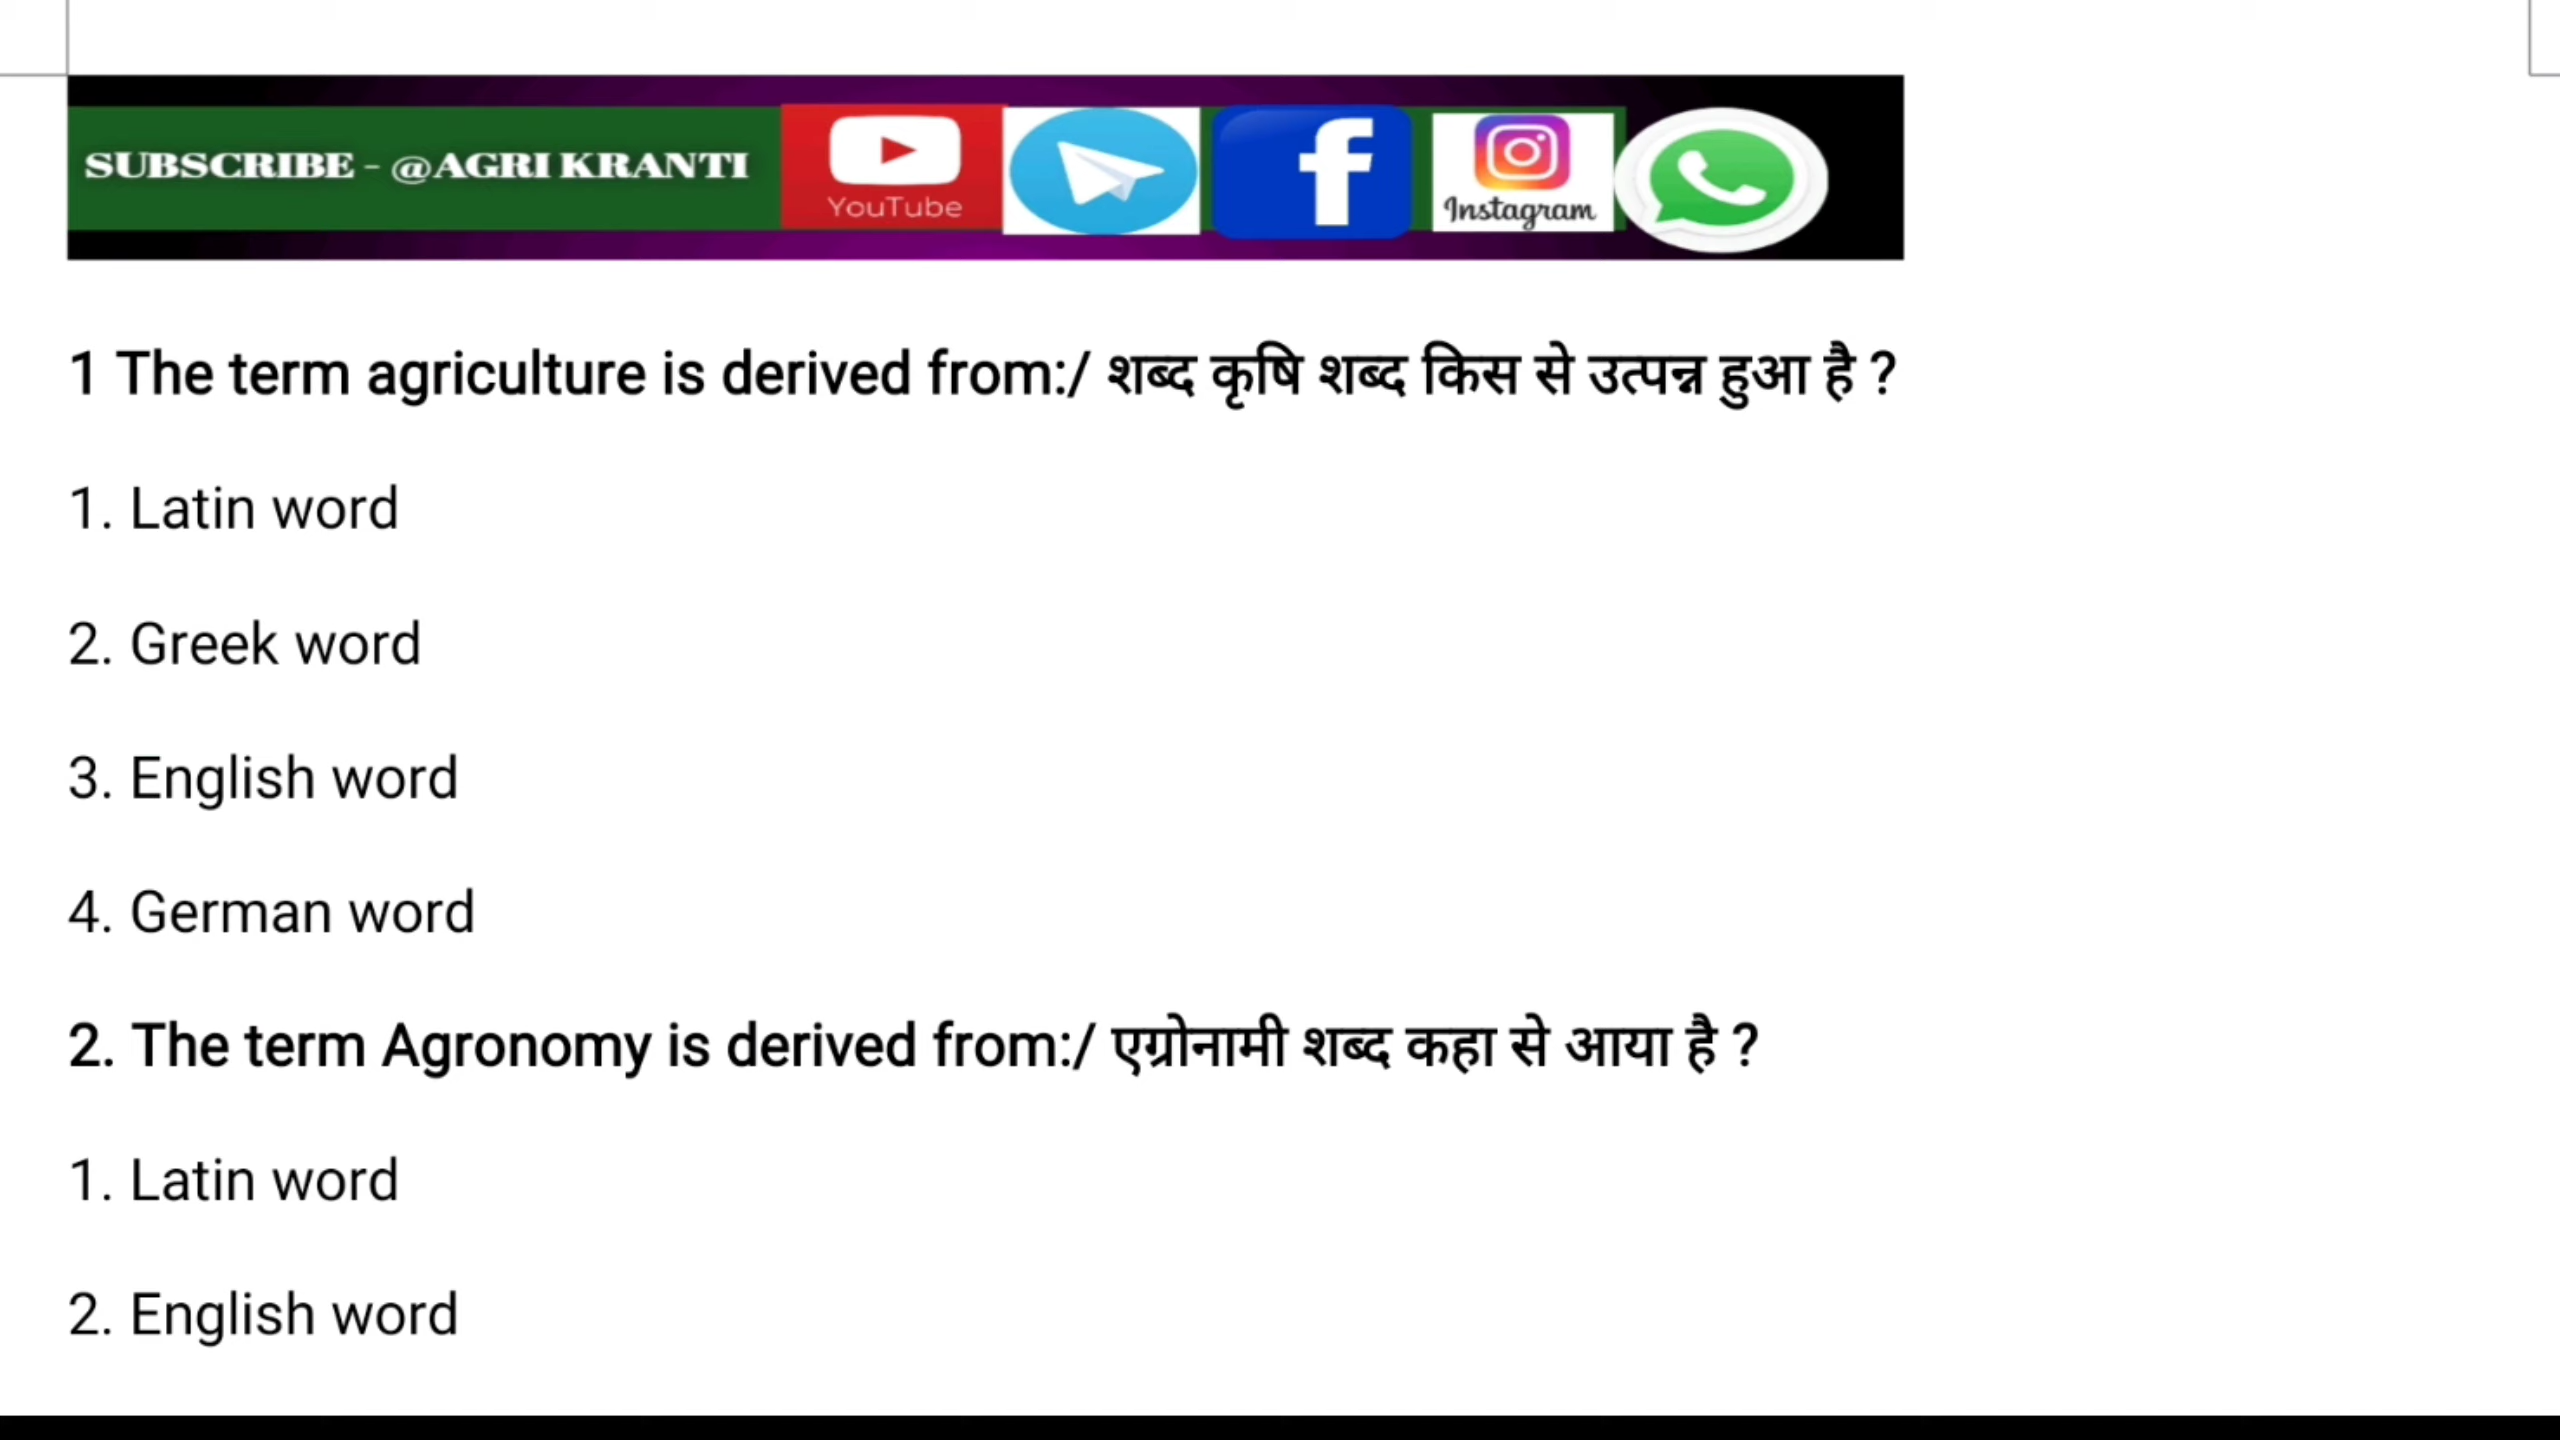 SUBSCRIBE - @AGRI KRANTI
YouTube
Instagram
1 The term agriculture is derived from:/ शब्द कृषि शब्द किस से उत्पन्न हुआ है ?
1. Latin word
2. Greek word
3. English word
4. German word
2. The term Agronomy is derived from:/ एग्रोनामी शब्द कहा से आया है ?
1. Latin word
2. English word